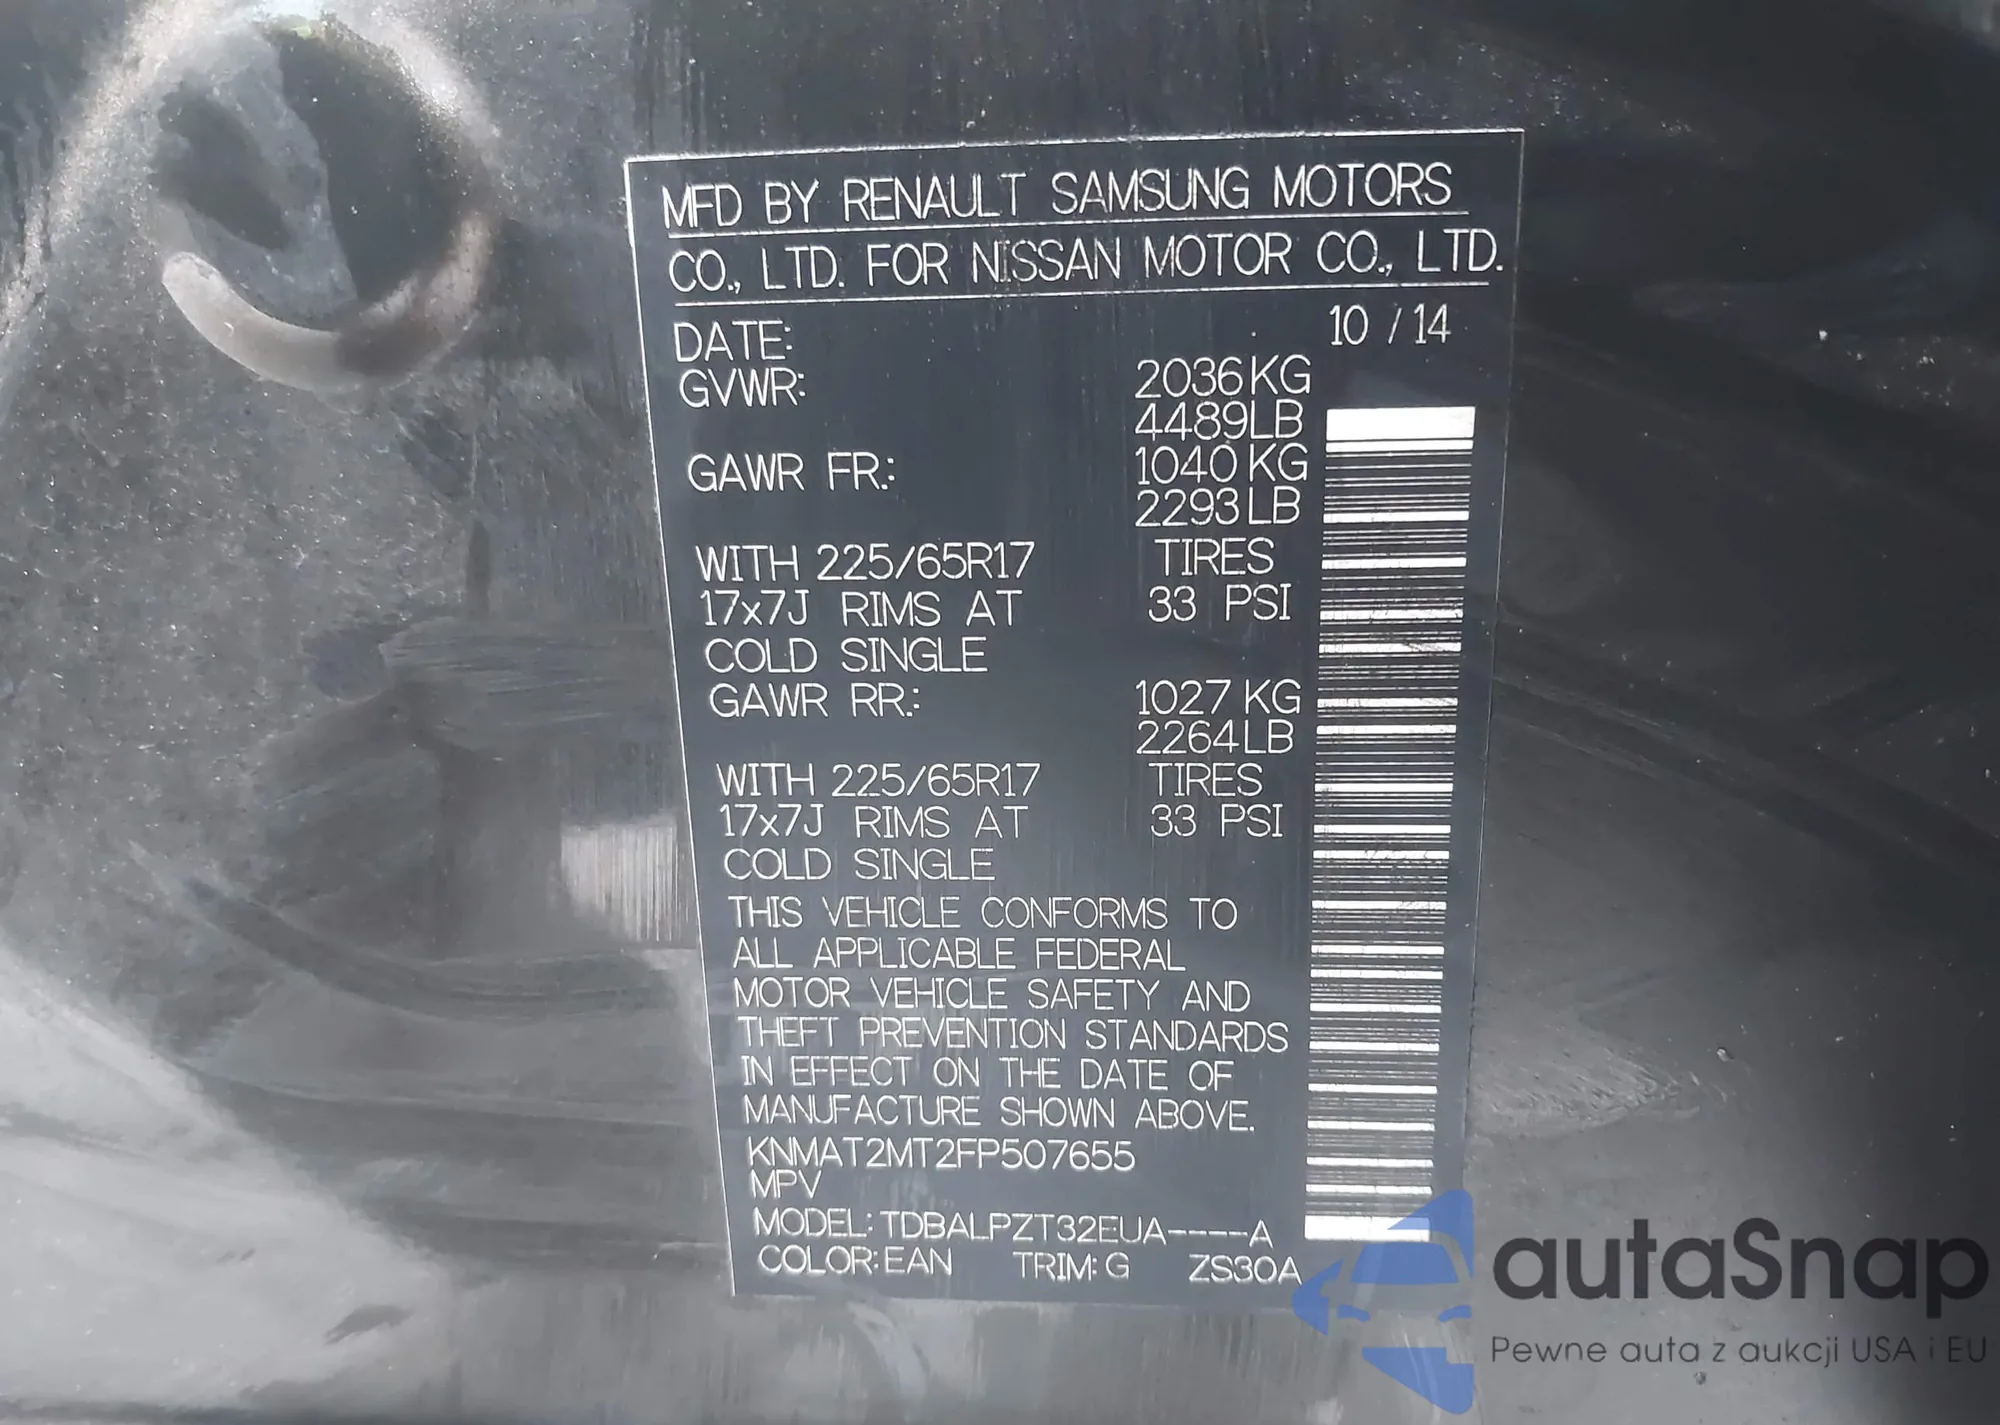 MFD BY RENAULT SAMSUNG MOTORS
CO., LTD. FOR NISSAN MOTOR CO., LTD.
DATE: 10 / 14
GVWR: 2036 KG
4489 LB
GAWR FR.: 1040 KG
2293 LB
WITH 225/65R17 TIRES
17x7J RIMS AT 33 PSI
COLD SINGLE
GAWR RR.: 1027 KG
2264 LB
WITH 225/65R17 TIRES
17x7J RIMS AT 33 PSI
COLD SINGLE
THIS VEHICLE CONFORMS TO
ALL APPLICABLE FEDERAL
MOTOR VEHICLE SAFETY AND
THEFT PREVENTION STANDARDS
IN EFFECT ON THE DATE OF
MANUFACTURE SHOWN ABOVE.
KNMAT2MT2FP507655
MPV
MODEL: TDBALPZT32EUA----A
COLOR: EAN TRIM: G ZS30A
autaSnap
Pewne auta z aukcji USA i EU